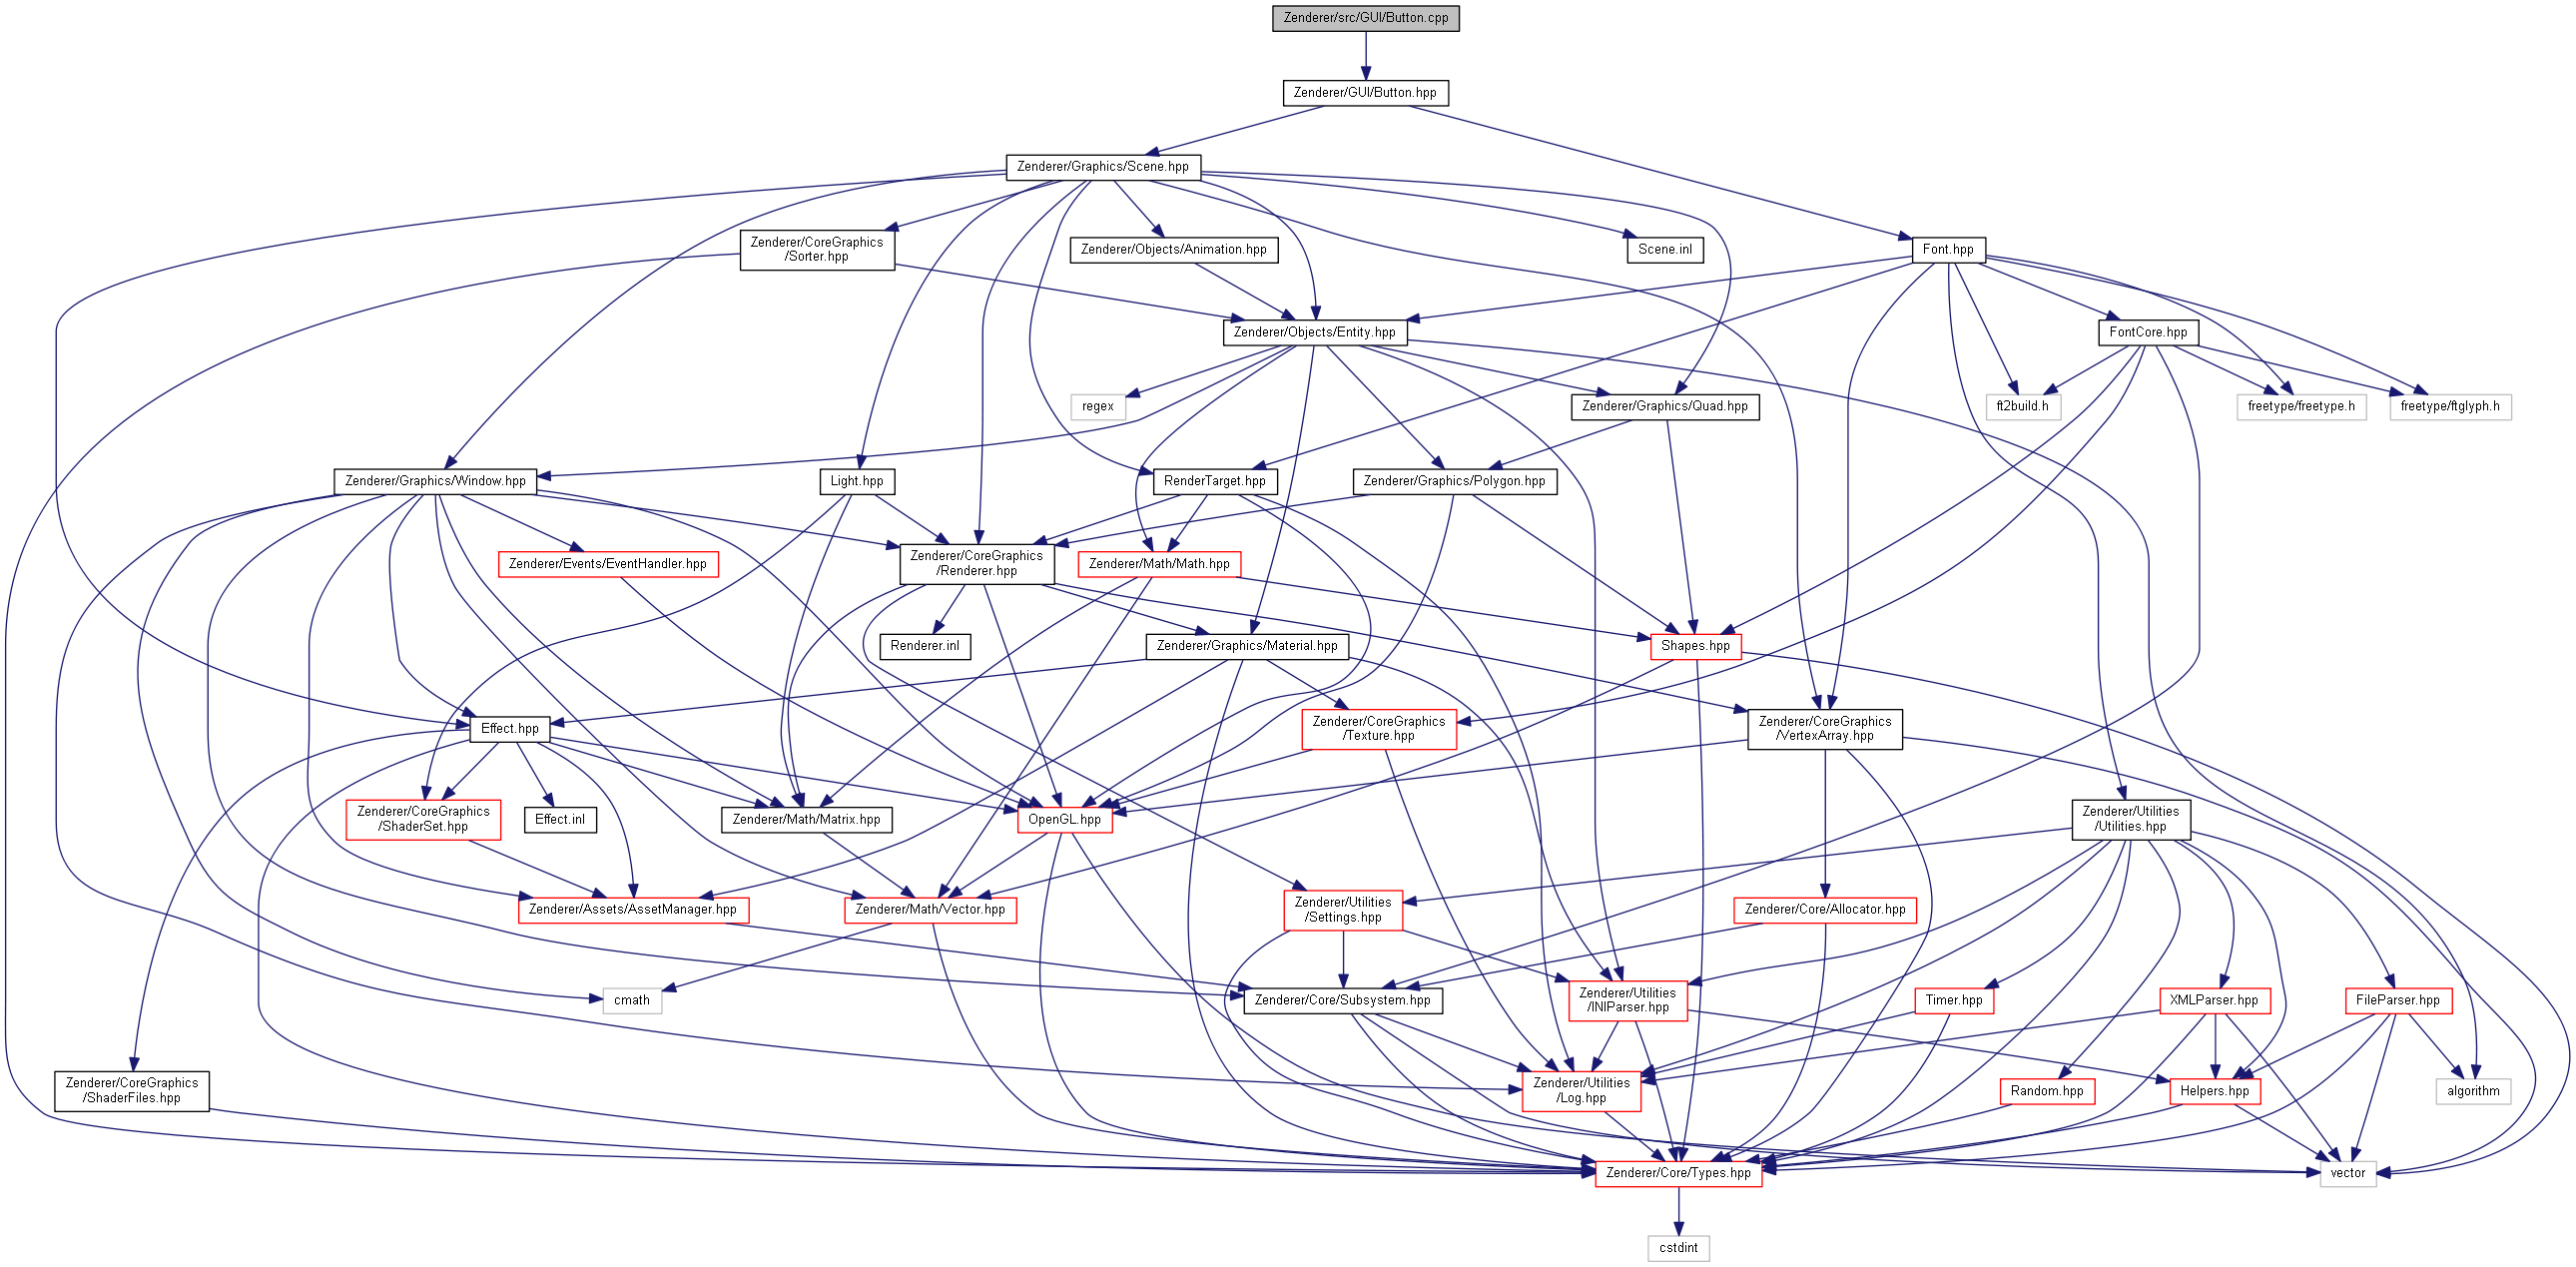 Zenderer/src/GUI/Button.cpp
Zenderer/GUI/Button.hpp
Zenderer/Graphics/Scene.hpp
Zenderer/CoreGraphics
/Sorter.hpp
Zenderer/Objects/Animation.hpp
Scene.inl
Font.hpp
Zenderer/Objects/Entity.hpp
FontCore.hpp
regex
Zenderer/Graphics/Quad.hpp
ft2build.h
freetype/freetype.h
freetype/ftglyph.h
Zenderer/Graphics/Window.hpp
Light.hpp
RenderTarget.hpp
Zenderer/Graphics/Polygon.hpp
Zenderer/Events/EventHandler.hpp
Zenderer/CoreGraphics
/Renderer.hpp
Zenderer/Math/Math.hpp
Renderer.inl
Zenderer/Graphics/Material.hpp
Shapes.hpp
Effect.hpp
Zenderer/CoreGraphics
/Texture.hpp
Zenderer/CoreGraphics
/VertexArray.hpp
Zenderer/CoreGraphics
/ShaderSet.hpp
Effect.inl
Zenderer/Math/Matrix.hpp
OpenGL.hpp
Zenderer/Utilities
/Utilities.hpp
Zenderer/Assets/AssetManager.hpp
Zenderer/Math/Vector.hpp
Zenderer/Utilities
/Settings.hpp
Zenderer/Core/Allocator.hpp
cmath
Zenderer/Core/Subsystem.hpp
Zenderer/Utilities
/INIParser.hpp
Timer.hpp
XMLParser.hpp
FileParser.hpp
Zenderer/CoreGraphics
/ShaderFiles.hpp
Zenderer/Utilities
/Log.hpp
Random.hpp
Helpers.hpp
algorithm
Zenderer/Core/Types.hpp
vector
cstdint